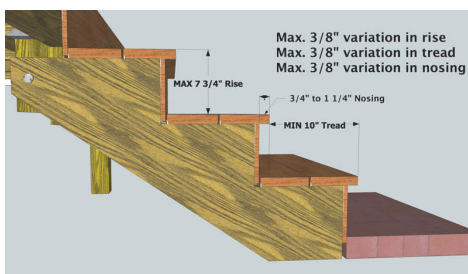 Max. 3/8" variation in rise
Max. 3/8" variation in tread
Max. 3/8" variation in nosing
MAX 7 3/4" Rise
3/4" to 1 1/4" Nosing
MIN 10" Tread